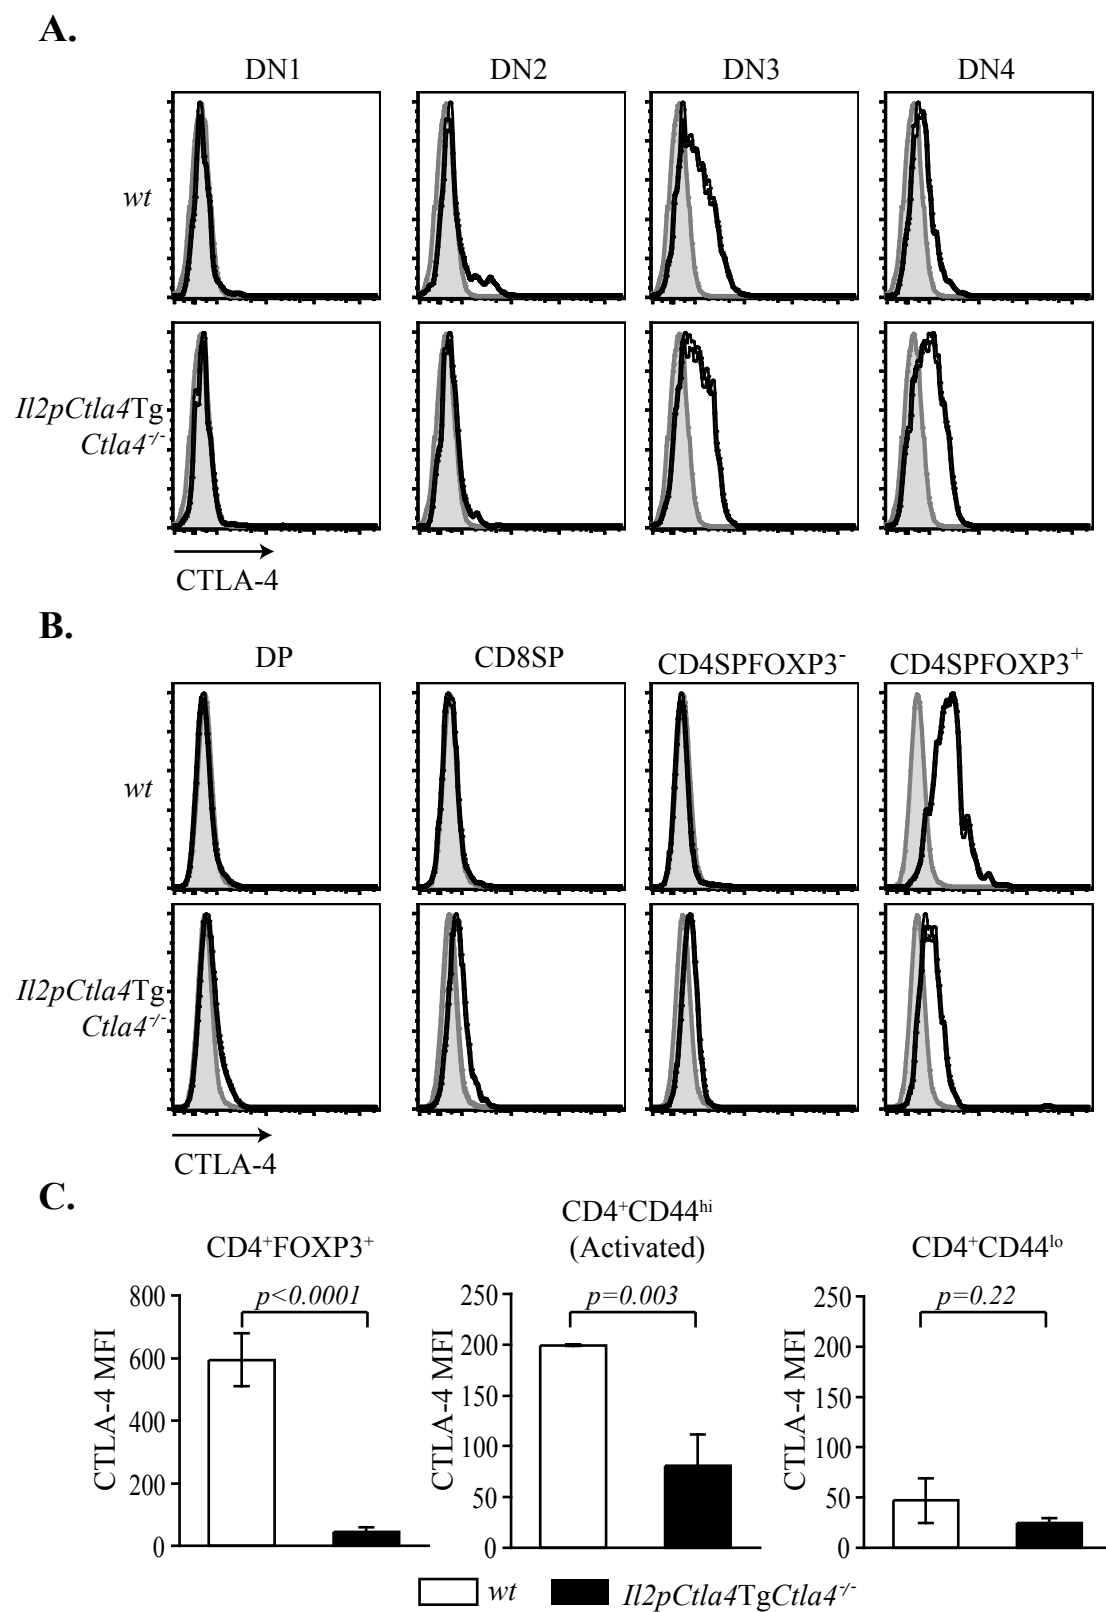 A.
DN1 DN2 DN3 DN4
wt
Il2pCtla4Tg
Ctla4-/-
CTLA-4
B.
DP CD8SP CD4SPFOXP3- CD4SPFOXP3+
wt
Il2pCtla4Tg
Ctla4-/-
CTLA-4
C.
CD4+FOXP3+
CD4+CD44hi
(Activated)
CD4+CD44lo
CTLA-4 MFI
800
600
400
200
0
p<0.0001
CTLA-4 MFI
250
200
150
100
50
0
p=0.003
CTLA-4 MFI
250
200
150
100
50
0
p=0.22
wt Il2pCtla4TgCtla4-/-